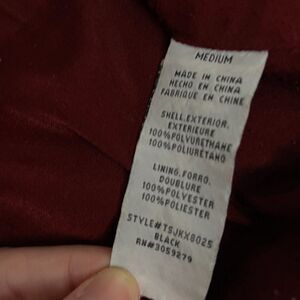 MEDIUM
MADE IN CHINA
HECHO EN CHINA
FABRIQUE EN CHINE
SHELL.EXTERIOR.
EXTERIEURE
100%POLYURETHANE
100%POLIURETANO
LINING.FORRO.
DOUBLURE
100%POLYESTER
100%POLIESTER
STYLE#TSJKX8025
BLACK
RN#3059279